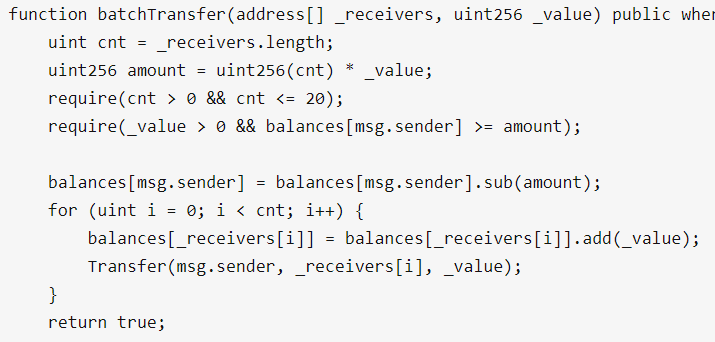 function batchTransfer(address[] _receivers, uint256 _value) public
uint cnt = _receivers.length;
uint256 amount = uint256(cnt) * _value;
require(cnt > 0 && cnt <= 20);
require(_value > 0 && balances[msg.sender] >= amount);
balances[msg.sender] = balances[msg.sender].sub(amount);
for (uint i = 0; i < cnt; i++) {
balances[_receivers[i]] = balances[_receivers[i]].add(_value);
Transfer(msg.sender, _receivers[i], _value);
}
return true;